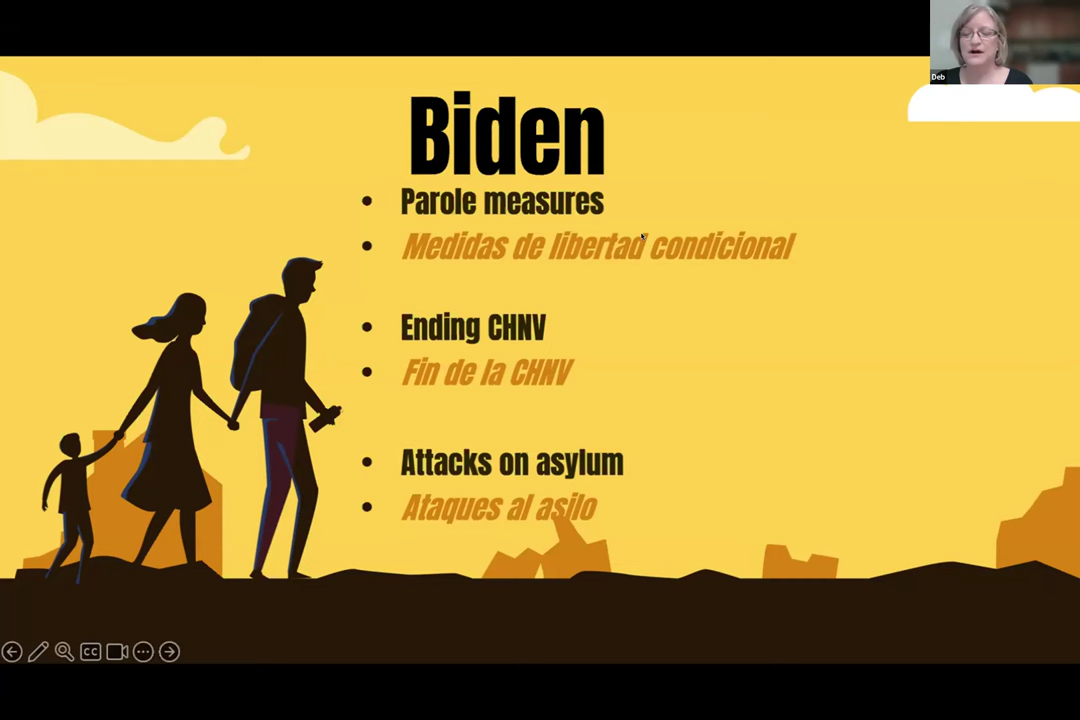 Deb
Biden
• Parole measures
• Medidas de libertad condicional
• Ending CHNV
• Fin de la CHNV
• Attacks on asylum
• Ataques al asilo
CC